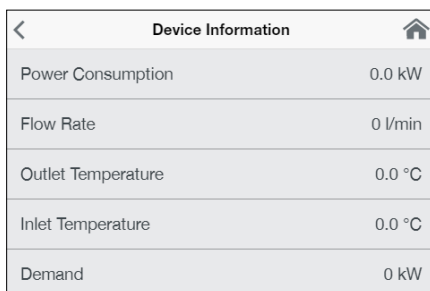 Device Information
Power Consumption 0.0 kW
Flow Rate 0 l/min
Outlet Temperature 0.0 °C
Inlet Temperature 0.0 °C
Demand 0 kW